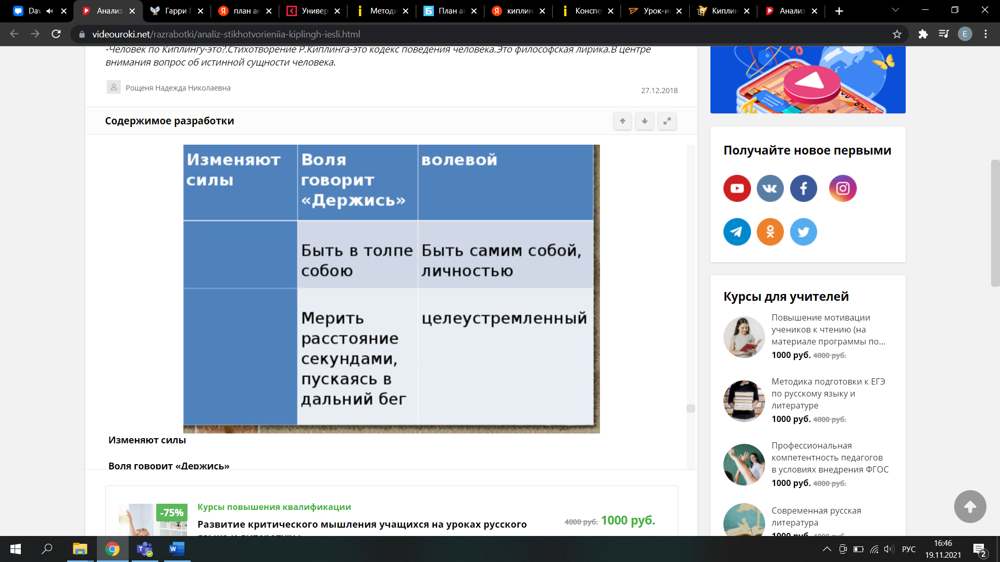 Dav
Анализ
Гарри П
план ан
Универ
Методи
План ан
киплин
Конспе
Урок-ис
Киплин
Анализ
videouroki.net/razrabotki/analiz-stikhotvorieniia-kiplingh-iesli.html
E
-Человек по Киплингу-это?.Стихотворение Р.Киплинга-это кодекс поведения человека.Это философская лирика.В центре
внимания вопрос об истинной сущности человека.
Рощеня Надежда Николаевна
27.12.2018
Содержимое разработки
Изменяют
силы
Воля
говорит
«Держись»
волевой
Быть в толпе
собою
Быть самим собой,
личностью
Мерить
расстояние
секундами,
пускаясь в
дальний бег
целеустремленный
Изменяют силы
Воля говорит «Держись»
-75%
Курсы повышения квалификации
Развитие критического мышления учащихся на уроках русского
языка и литературы
4000 руб. 1000 руб.
Получайте новое первыми
Курсы для учителей
Повышение мотивации
учеников к чтению (на
материале программы по...
1000 руб. 4000 руб.
Методика подготовки к ЕГЭ
по русскому языку и
литературе
1000 руб. 4000 руб.
Профессиональная
компетентность педагогов
в условиях внедрения ФГОС
1000 руб. 4000 руб.
Современная русская
литература
1000 руб. 4000 руб.
РУС
16:46
19.11.2021
2